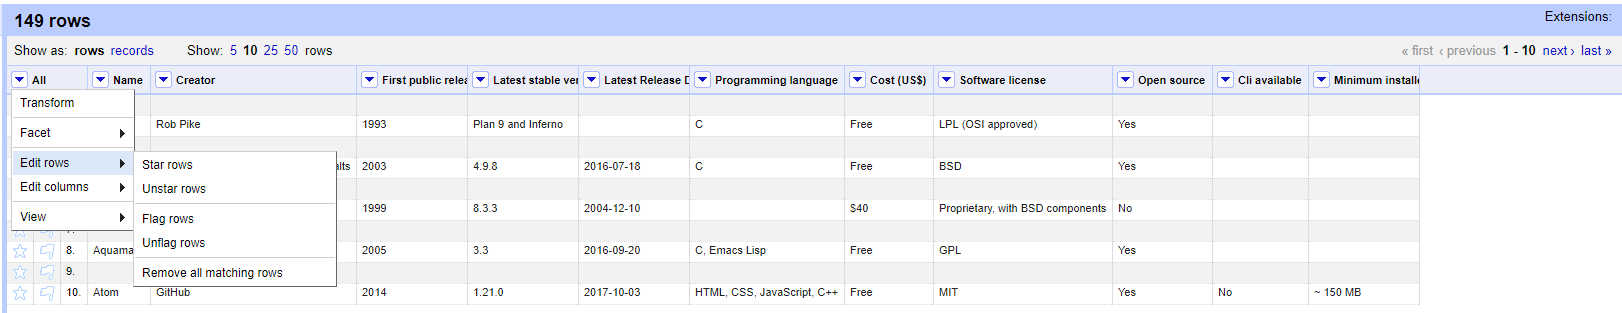 149 rows
Extensions:
Show as: rows records Show: 5 10 25 50 rows
« first ‹ previous 1 - 10 next › last »
All Name Creator First public relea Latest stable ver Latest Release D Programming language Cost (US$) Software license Open source Cli available Minimum installe
Transform
Facet
Edit rows
Edit columns
View
Star rows
Unstar rows
Flag rows
Unflag rows
Remove all matching rows
Rob Pike 1993 Plan 9 and Inferno C Free LPL (OSI approved) Yes
alts 2003 4.9.8 2016-07-18 C Free BSD Yes
1999 8.3.3 2004-12-10 $40 Proprietary, with BSD components No
7.
8. Aquama 2005 3.3 2016-09-20 C, Emacs Lisp Free GPL Yes
9.
10. Atom GitHub 2014 1.21.0 2017-10-03 HTML, CSS, JavaScript, C++ Free MIT Yes No ~ 150 MB